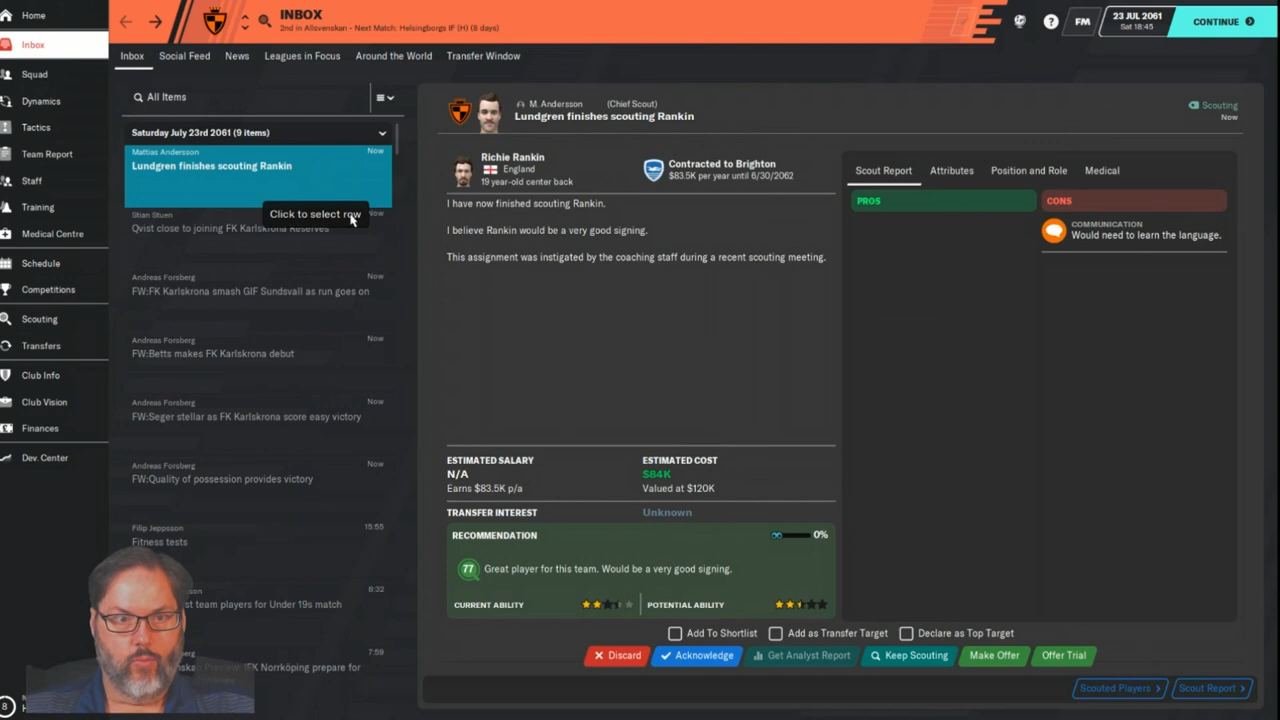 Home
Inbox
Squad
Dynamics
Tactics
Team Report
Staff
Training
Medical Centre
Schedule
Competitions
Scouting
Transfers
Club Info
Club Vision
Finances
Dev. Center
8
INBOX
2nd in Allsvenskan - Next Match: Helsingborgs IF (H) (8 days)
?
FM
23 JUL 2061
Sat 18:45
CONTINUE
Inbox
Social Feed
News
Leagues in Focus
Around the World
Transfer Window
All Items
Saturday July 23rd 2061 (9 items)
Mattias Andersson
Now
Lundgren finishes scouting Rankin
Click to select row
Stian Stuen
Now
Qvist close to joining FK Karlskrona Reserves
Andreas Forsberg
Now
FW:FK Karlskrona smash GIF Sundsvall as run goes on
Andreas Forsberg
Now
FW:Betts makes FK Karlskrona debut
Andreas Forsberg
Now
FW:Seger stellar as FK Karlskrona score easy victory
Andreas Forsberg
Now
FW:Quality of possession provides victory
Filip Jeppsson
15:55
Fitness tests
8:32
st team players for Under 19s match
7:59
IFK Norrköping prepare for
M. Andersson (Chief Scout)
Lundgren finishes scouting Rankin
Scouting
Now
Richie Rankin
England
19 year-old center back
Contracted to Brighton
$83.5K per year until 6/30/2062
I have now finished scouting Rankin.
I believe Rankin would be a very good signing.
This assignment was instigated by the coaching staff during a recent scouting meeting.
ESTIMATED SALARY
N/A
Earns $83.5K p/a
ESTIMATED COST
$84K
Valued at $120K
TRANSFER INTEREST
Unknown
RECOMMENDATION
0%
77
Great player for this team. Would be a very good signing.
CURRENT ABILITY
POTENTIAL ABILITY
Scout Report
Attributes
Position and Role
Medical
PROS
CONS
COMMUNICATION
Would need to learn the language.
Add To Shortlist
Add as Transfer Target
Declare as Top Target
Discard
Acknowledge
Get Analyst Report
Keep Scouting
Make Offer
Offer Trial
Scouted Players
Scout Report